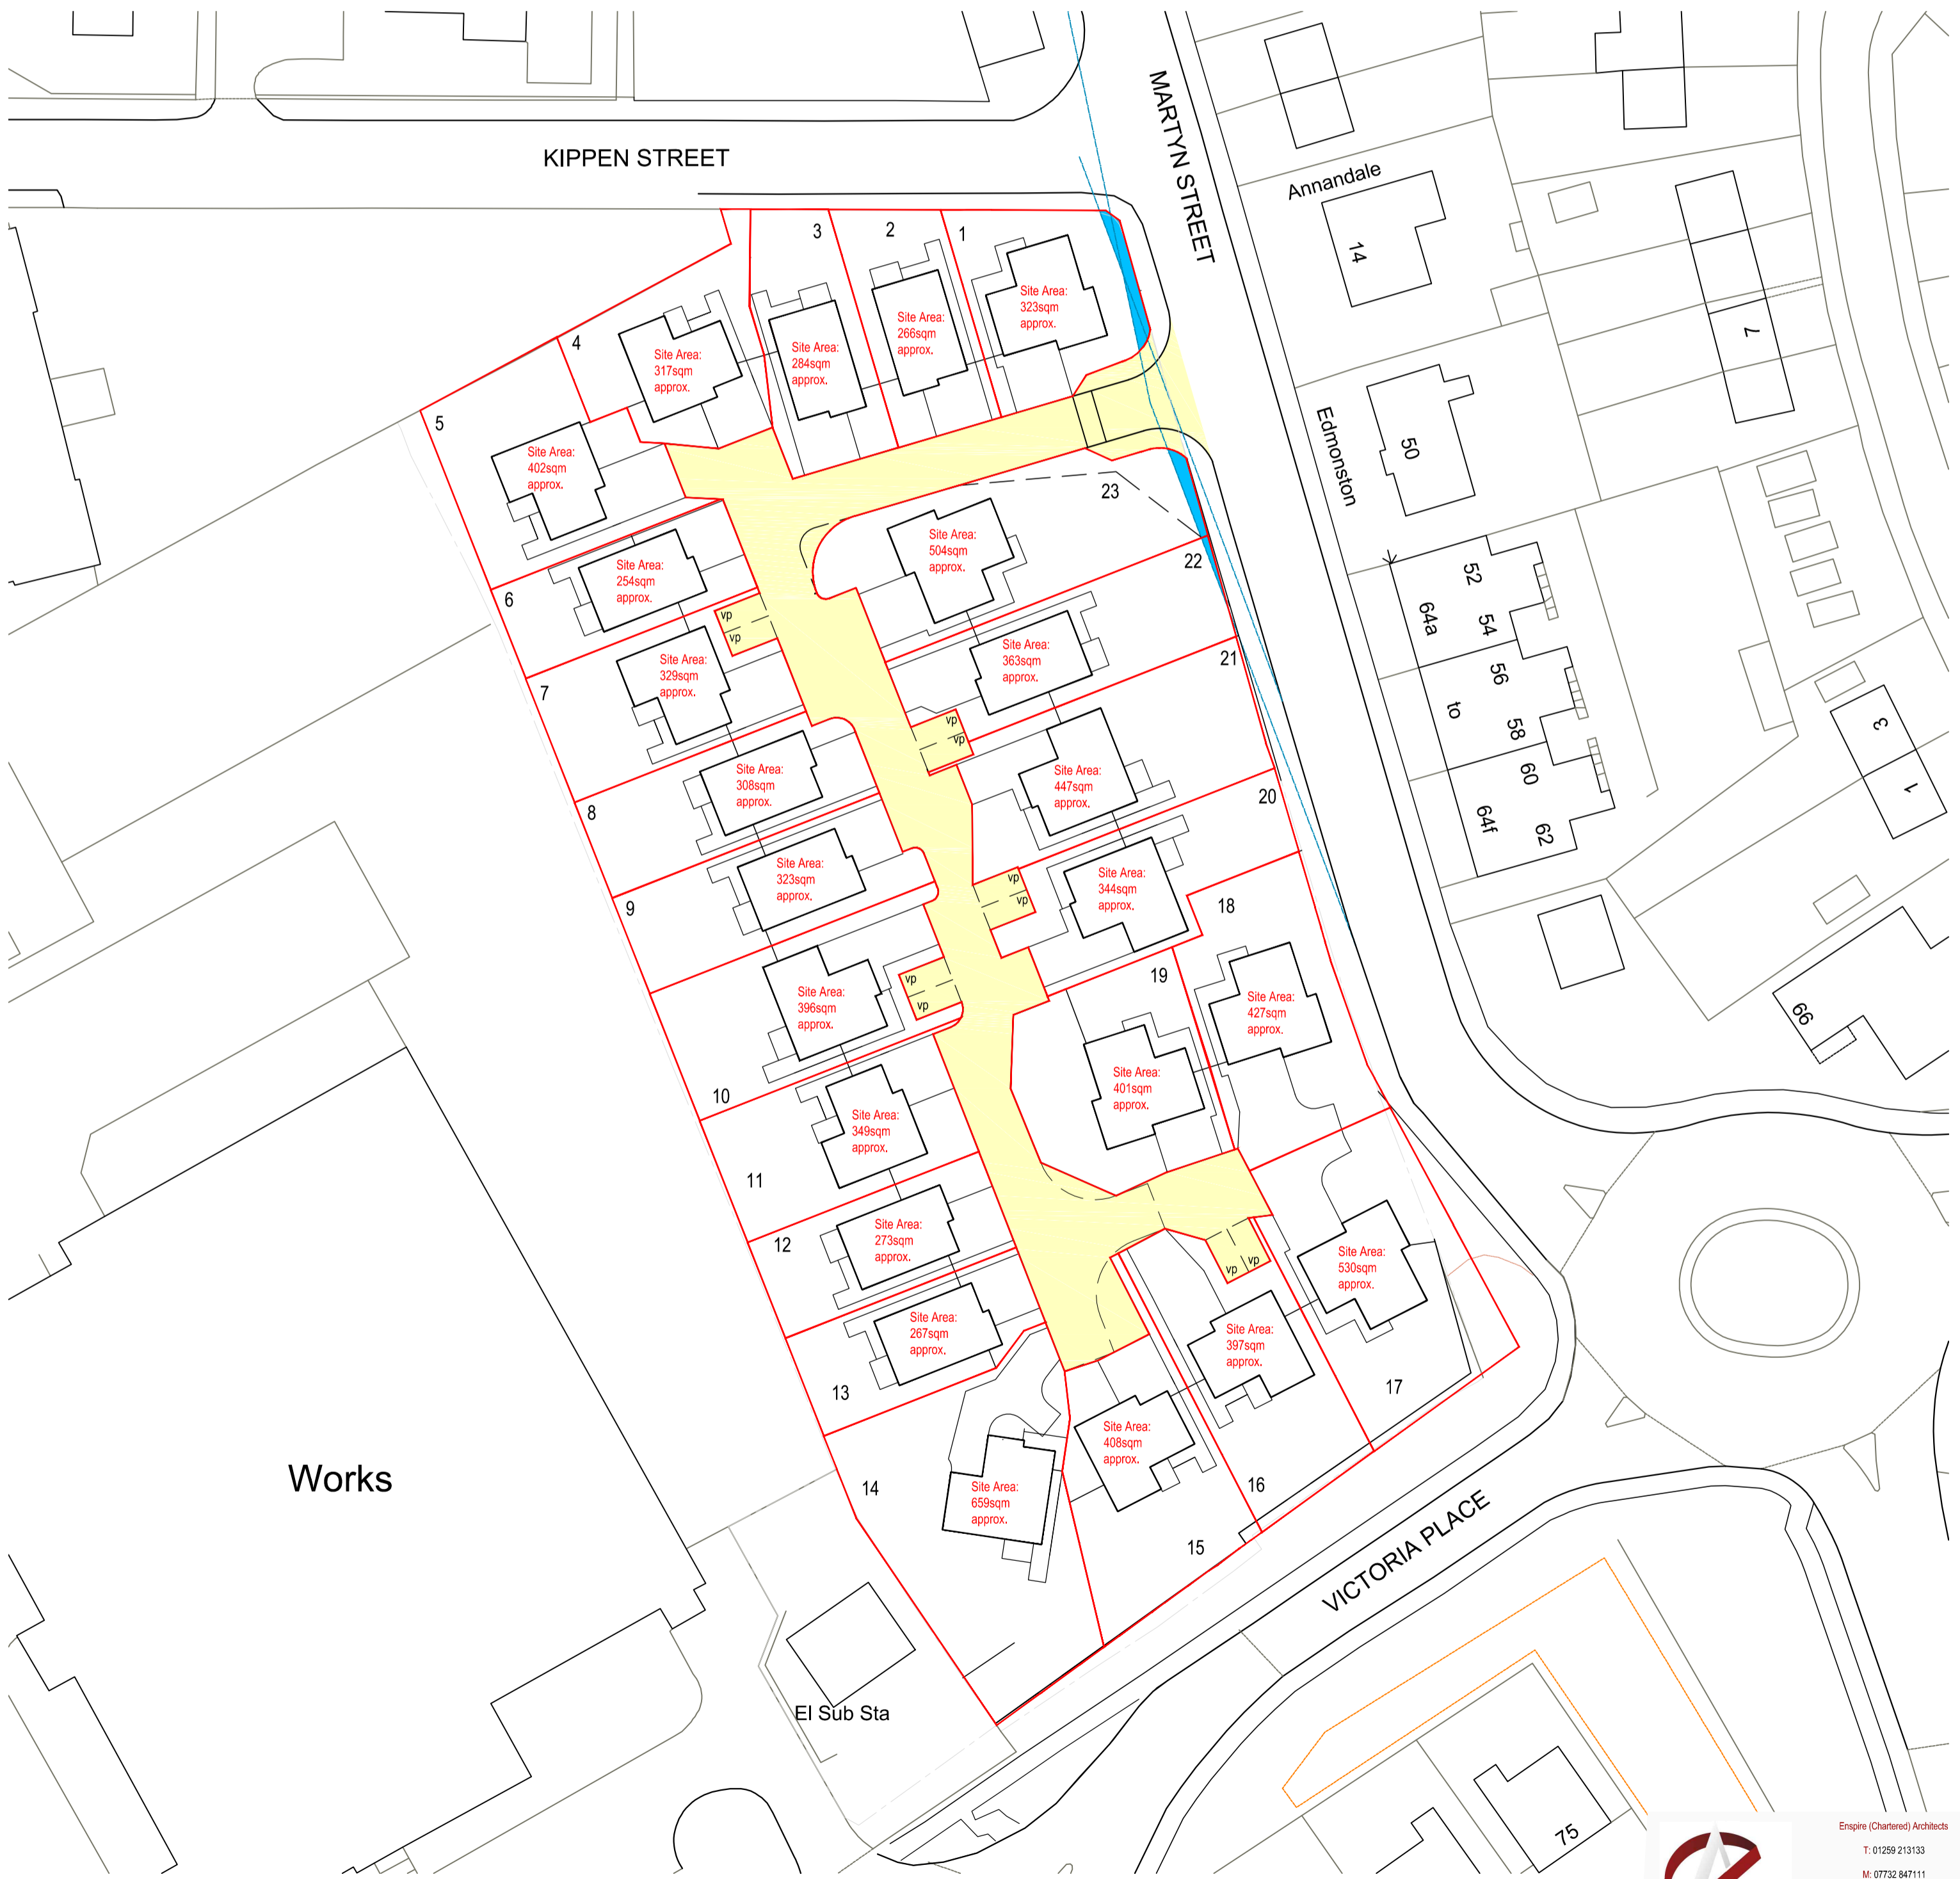 KIPPEN STREET
MARTYN STREET
Annandale
14
7
Edmonston
50
52
54
64a
56
58
to
60
62
64f
3
1
66
1
Site Area:
323sqm
approx.
2
Site Area:
266sqm
approx.
3
Site Area:
284sqm
approx.
4
Site Area:
317sqm
approx.
5
Site Area:
402sqm
approx.
6
Site Area:
254sqm
approx.
vp
vp
7
Site Area:
329sqm
approx.
8
Site Area:
308sqm
approx.
9
Site Area:
323sqm
approx.
10
Site Area:
396sqm
approx.
vp
vp
11
Site Area:
349sqm
approx.
12
Site Area:
273sqm
approx.
13
Site Area:
267sqm
approx.
14
Site Area:
659sqm
approx.
15
Site Area:
408sqm
approx.
16
Site Area:
397sqm
approx.
vp
vp
17
Site Area:
530sqm
approx.
18
Site Area:
427sqm
approx.
19
Site Area:
401sqm
approx.
20
Site Area:
344sqm
approx.
vp
vp
21
Site Area:
447sqm
approx.
22
Site Area:
363sqm
approx.
vp
vp
23
Site Area:
504sqm
approx.
Works
El Sub Sta
VICTORIA PLACE
75
Enspire (Chartered) Architects
T: 01259 213133
M: 07732 847111